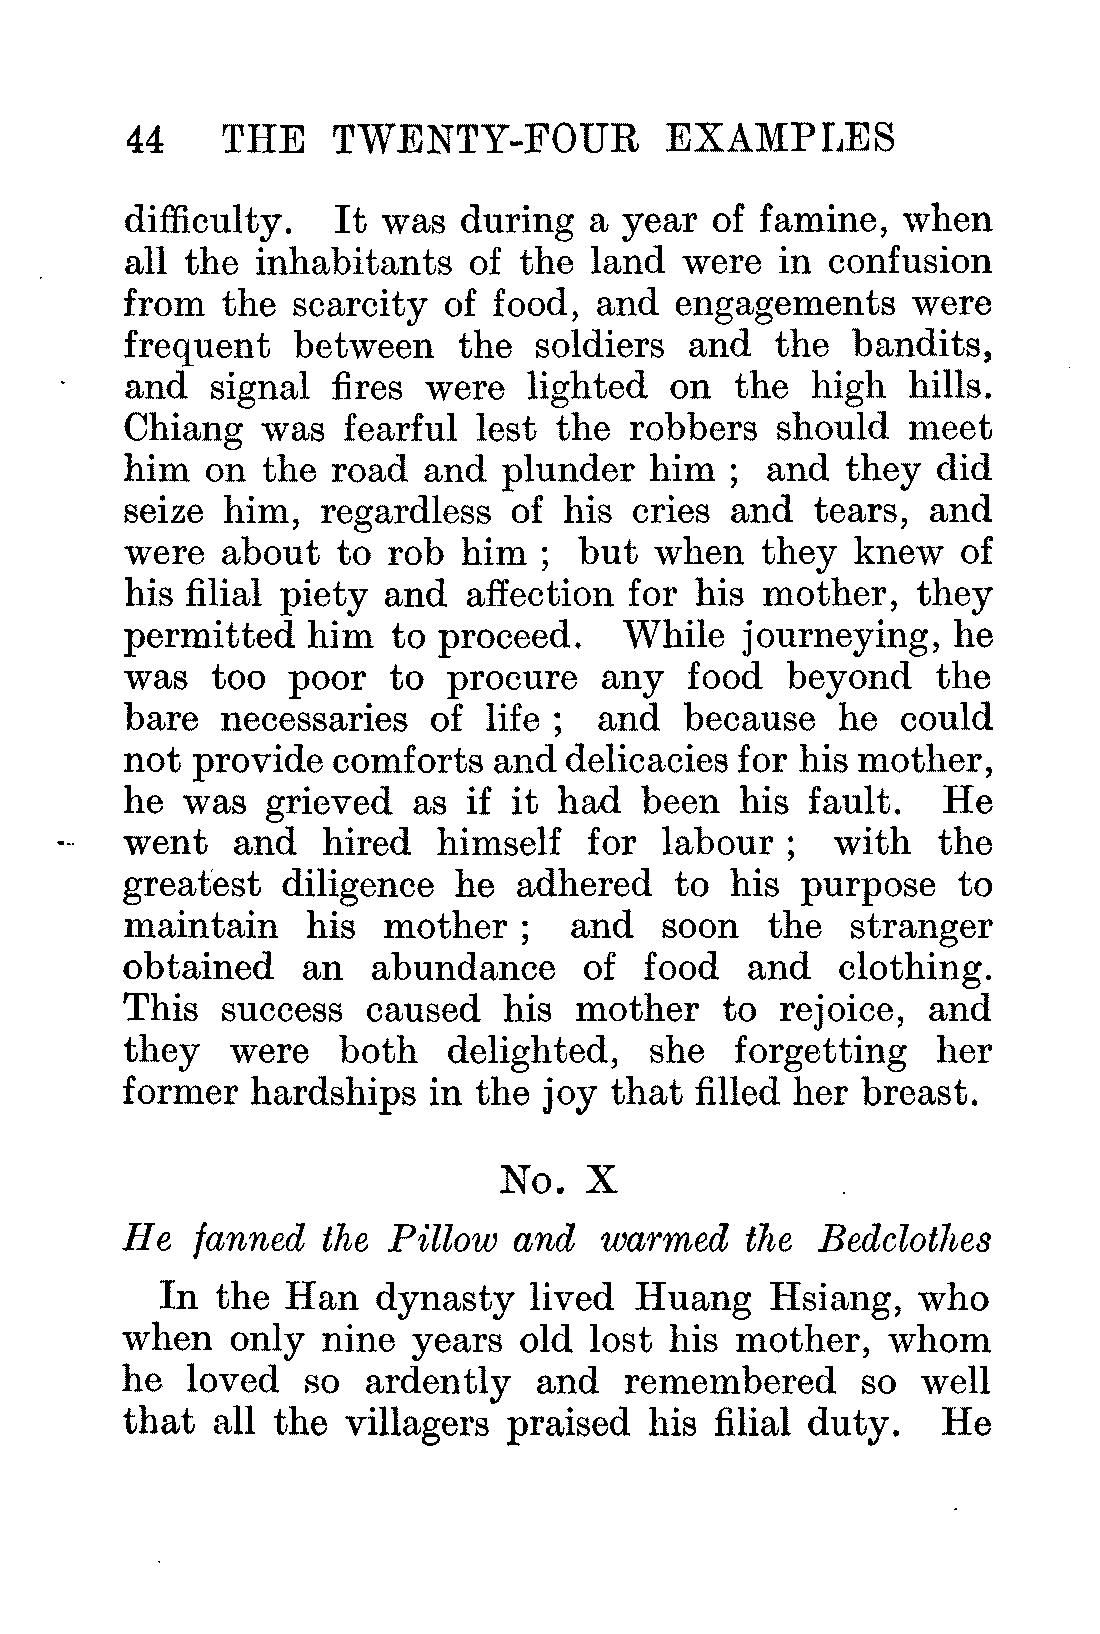 44 THE TWENTY-FOUR EXAMPLES
difficulty. It was during a year of famine, when
all the inhabitants of the land were in confusion
from the scarcity of food, and engagements were
frequent between the soldiers and the bandits,
and signal fires were lighted on the high hills.
Chiang was fearful lest the robbers should meet
him on the road and plunder him ; and they did
seize him, regardless of his cries and tears, and
were about to rob him ; but when they knew of
his filial piety and affection for his mother, they
permitted him to proceed. While journeying, he
was too poor to procure any food beyond the
bare necessaries of life ; and because he could
not provide comforts and delicacies for his mother,
he was grieved as if it had been his fault. He
went and hired himself for labour ; with the
greatest diligence he adhered to his purpose to
maintain his mother ; and soon the stranger
obtained an abundance of food and clothing.
This success caused his mother to rejoice, and
they were both delighted, she forgetting her
former hardships in the joy that filled her breast.
No. X
He fanned the Pillow and warmed the Bedclothes
In the Han dynasty lived Huang Hsiang, who
when only nine years old lost his mother, whom
he loved so ardently and remembered so well
that all the villagers praised his filial duty. He